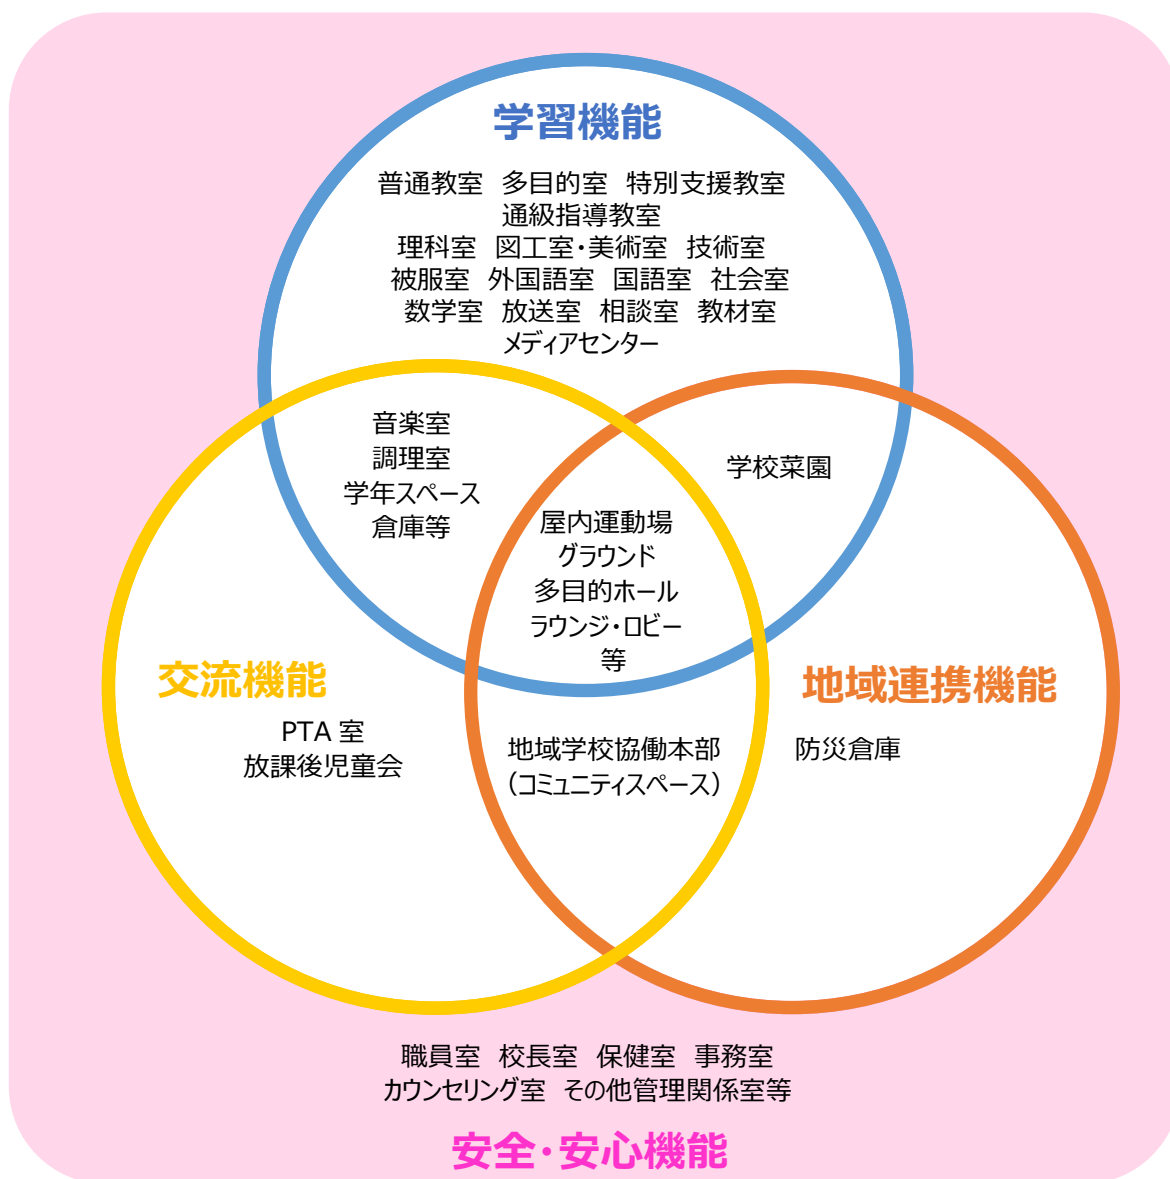 学習機能
普通教室 多目的室 特別支援教室
通級指導教室
理科室 図工室・美術室 技術室
被服室 外国語室 国語室 社会室
数学室 放送室 相談室 教材室
メディアセンター
音楽室
調理室
学年スペース
倉庫等
学校菜園
屋内運動場
グラウンド
多目的ホール
ラウンジ・ロビー
等
交流機能
PTA 室
放課後児童会
地域学校協働本部
（コミュニティスペース）
地域連携機能
防災倉庫
職員室 校長室 保健室 事務室
カウンセリング室 その他管理関係室等
安全・安心機能